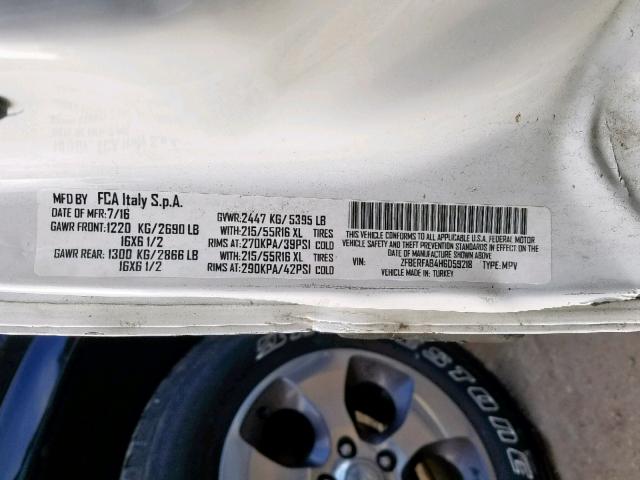 MFD BY FCA Italy S.p.A.
DATE OF MFR: 7/16 GVWR: 2447 KG/5395 LB
GAWR FRONT: 1220 KG/2690 LB WITH: 215/55R16 XL TIRES
16X6 1/2 RIMS AT: 270KPA/39PSI COLD
GAWR REAR: 1300 KG/2866 LB WITH: 215/55R16 XL TIRES
16X6 1/2 RIMS AT: 290KPA/42PSI COLD
THIS VEHICLE CONFORMS TO ALL APPLICABLE U.S.A. FEDERAL MOTOR
VEHICLE SAFETY AND THEFT PREVENTION STANDARDS IN EFFECT ON THE
DATE OF MANUFACTURE SHOWN ABOVE.
VIN: ZFBERFAB4H6D59218 TYPE: MPV
VEHICLE MADE IN: TURKEY